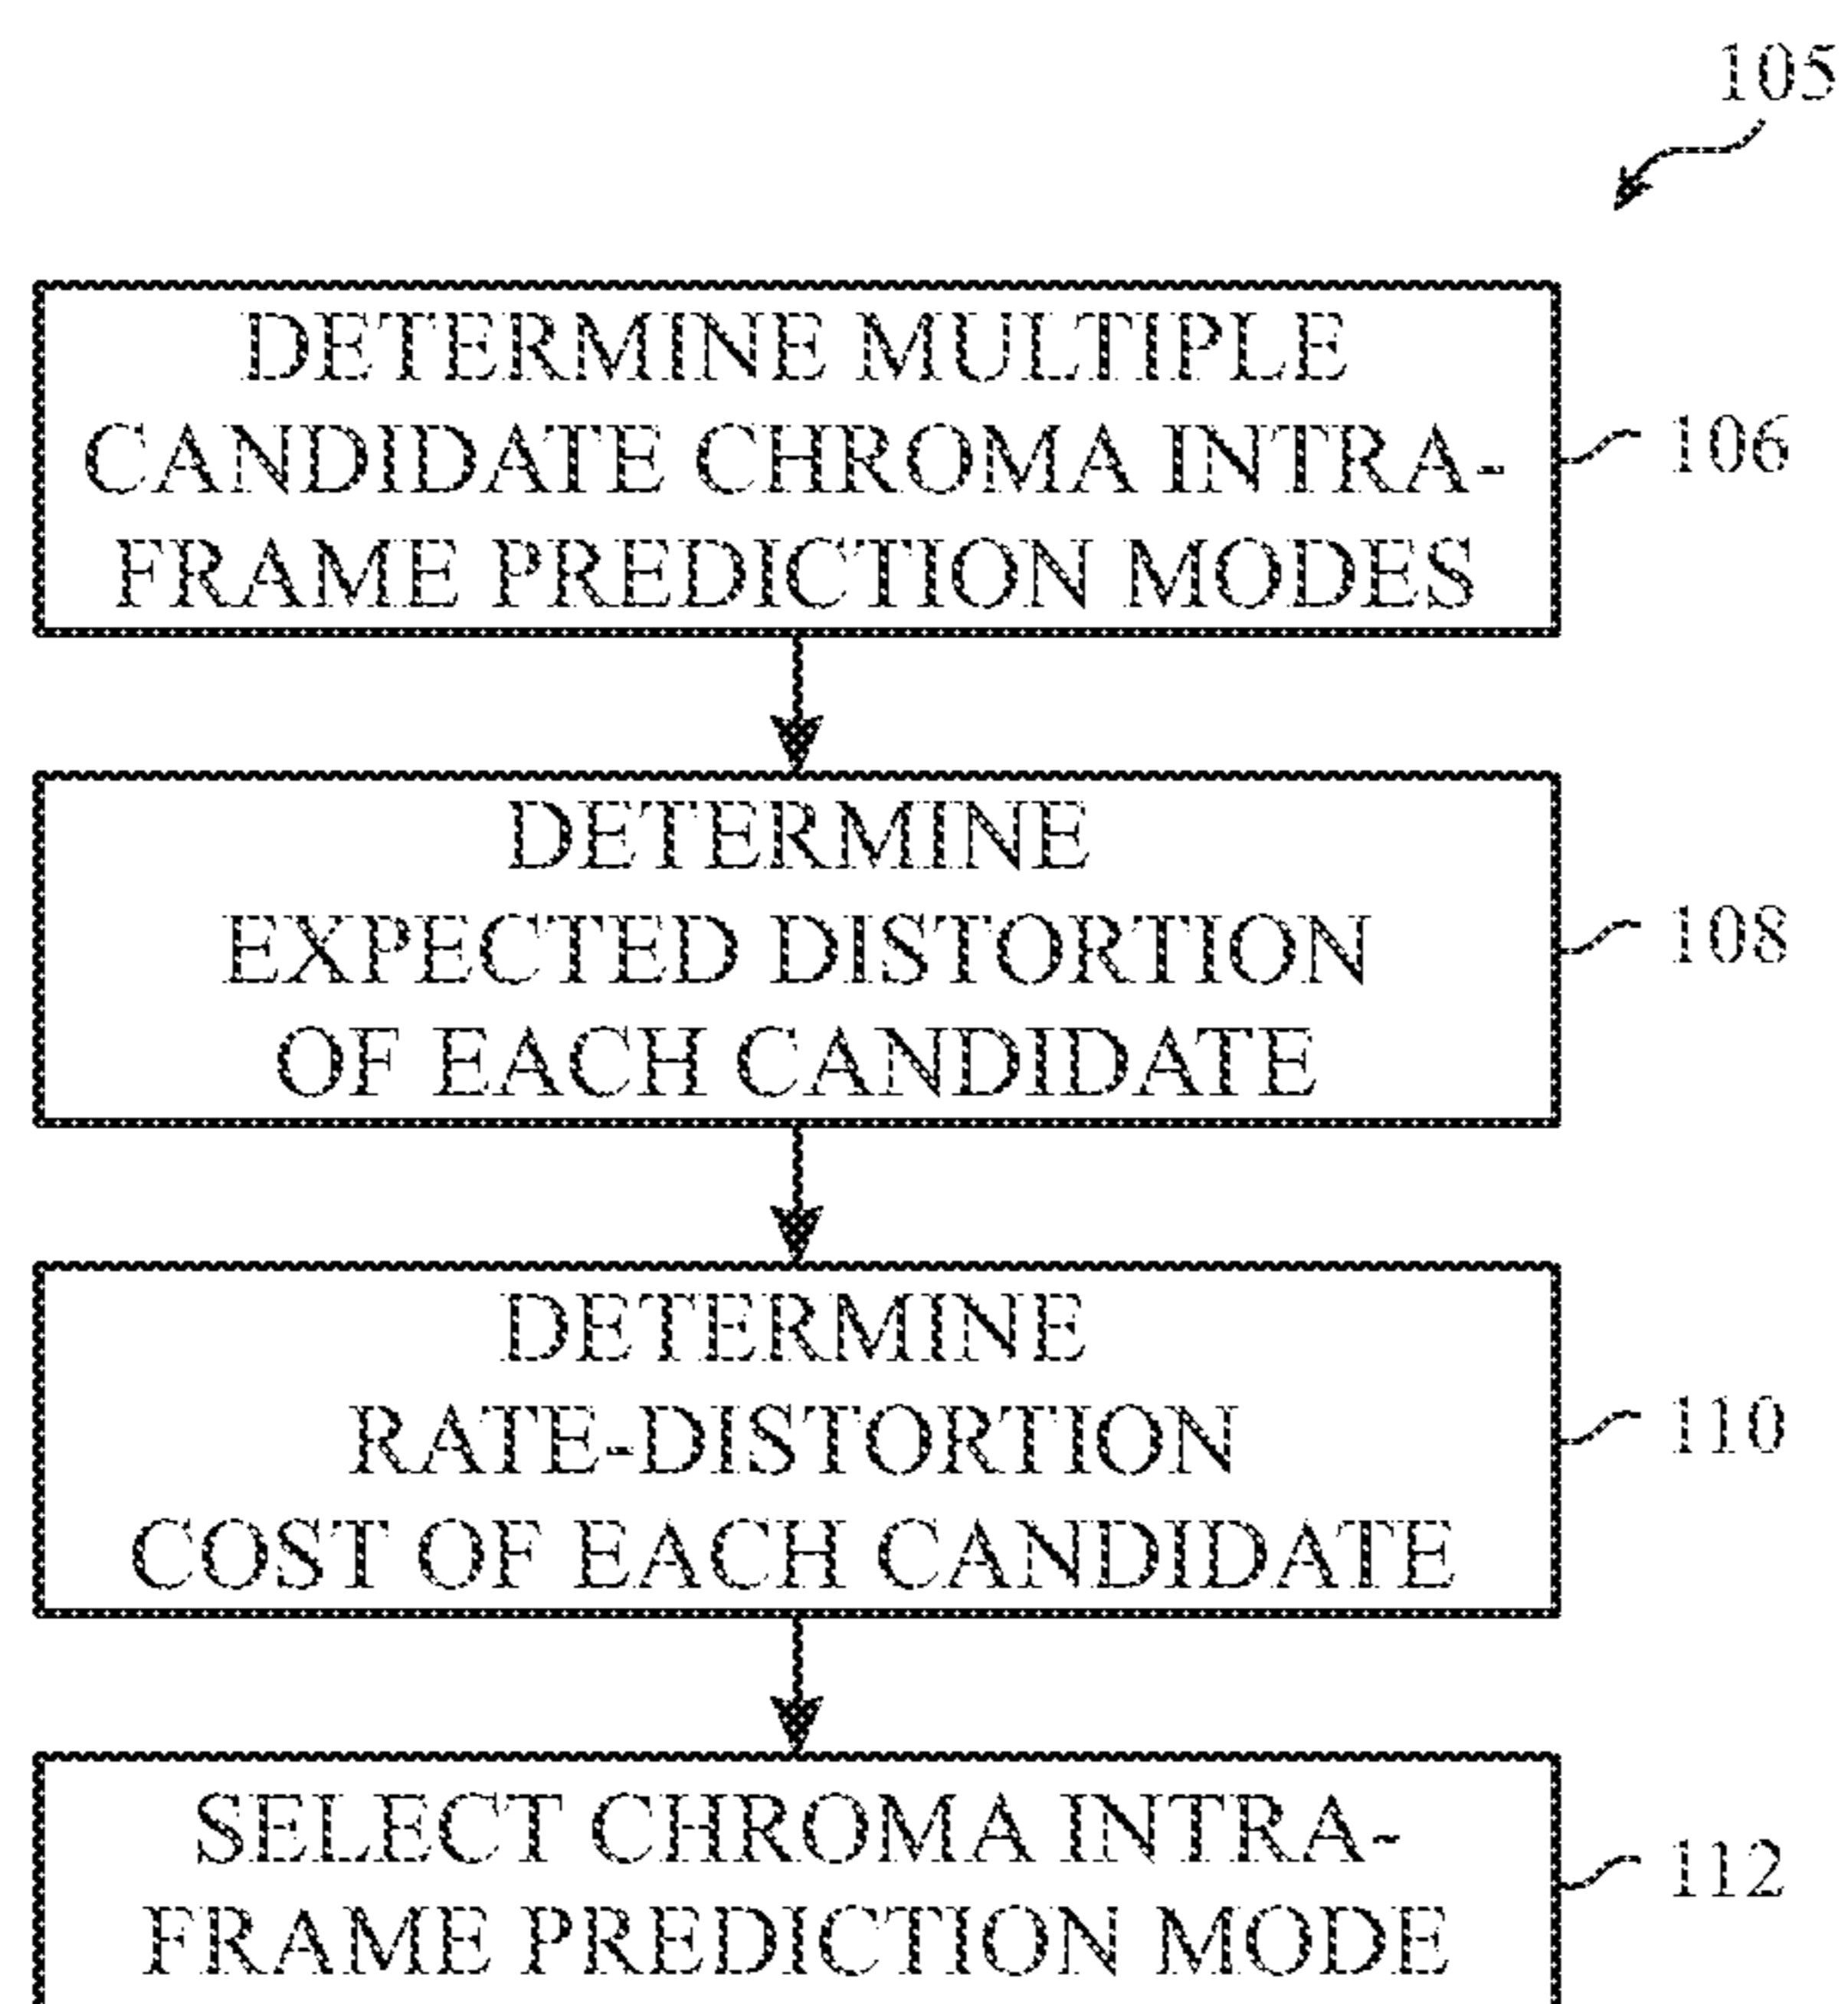 105
DETERMINE MULTIPLE
CANDIDATE CHROMA INTRA-
FRAME PREDICTION MODES
106
DETERMINE
EXPECTED DISTORTION
OF EACH CANDIDATE
108
DETERMINE
RATE-DISTORTION
COST OF EACH CANDIDATE
110
SELECT CHROMA INTRA-
FRAME PREDICTION MODE
112